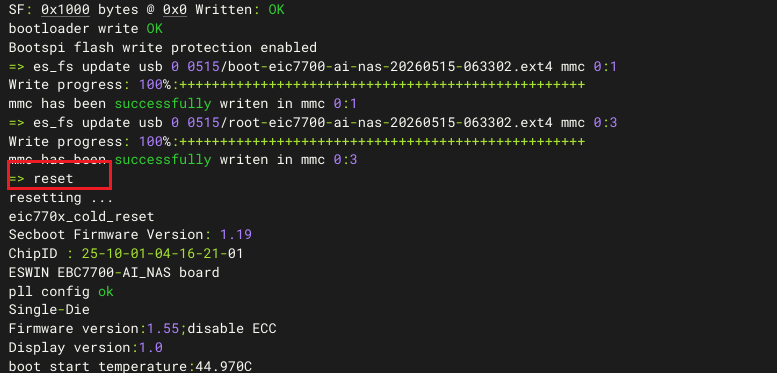 SF: 0x1000 bytes @ 0x0 Written: OK
bootloader write OK
Bootspi flash write protection enabled
=> es_fs update usb 0 0515/boot-eic7700-ai-nas-20260515-063302.ext4 mmc 0:1
Write progress: 100%:++++++++++++++++++++++++++++++++++++++++++++++++++
mmc has been successfully writen in mmc 0:1
=> es_fs update usb 0 0515/root-eic7700-ai-nas-20260515-063302.ext4 mmc 0:3
Write progress: 100%:++++++++++++++++++++++++++++++++++++++++++++++++++
mmc has been successfully writen in mmc 0:3
=> reset
resetting ...
eic770x_cold_reset
Secboot Firmware Version: 1.19
ChipID : 25-10-01-04-16-21-01
ESWIN EBC7700-AI_NAS board
pll config ok
Single-Die
Firmware version:1.55;disable ECC
Display version:1.0
boot start temperature:44.970C